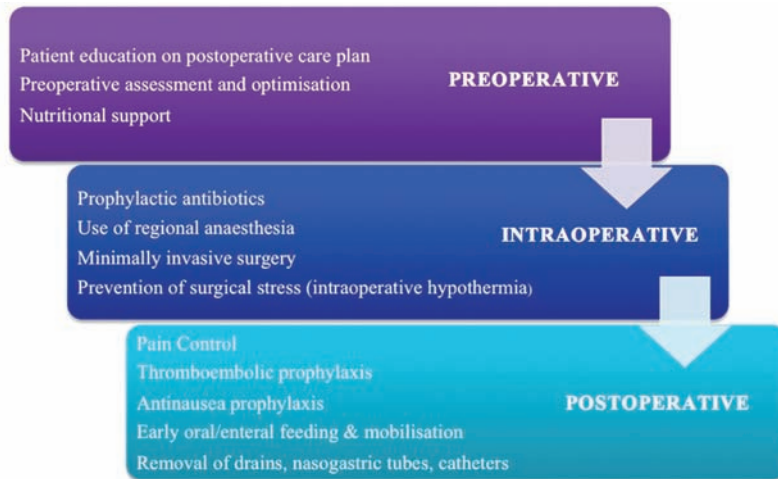 Patient education on postoperative care plan
Preoperative assessment and optimisation
PREOPERATIVE
Nutritional support
Prophylactic antibiotics
Use of regional anaesthesia
INTRAOPERATIVE
Minimally invasive surgery
Prevention of surgical stress (intraoperative hypothermia)
Pain Control
Thromboembolic prophylaxis
Antinausea prophylaxis
POSTOPERATIVE
Early oral/enteral feeding & mobilisation
Removal of drains, nasogastric tubes, catheters